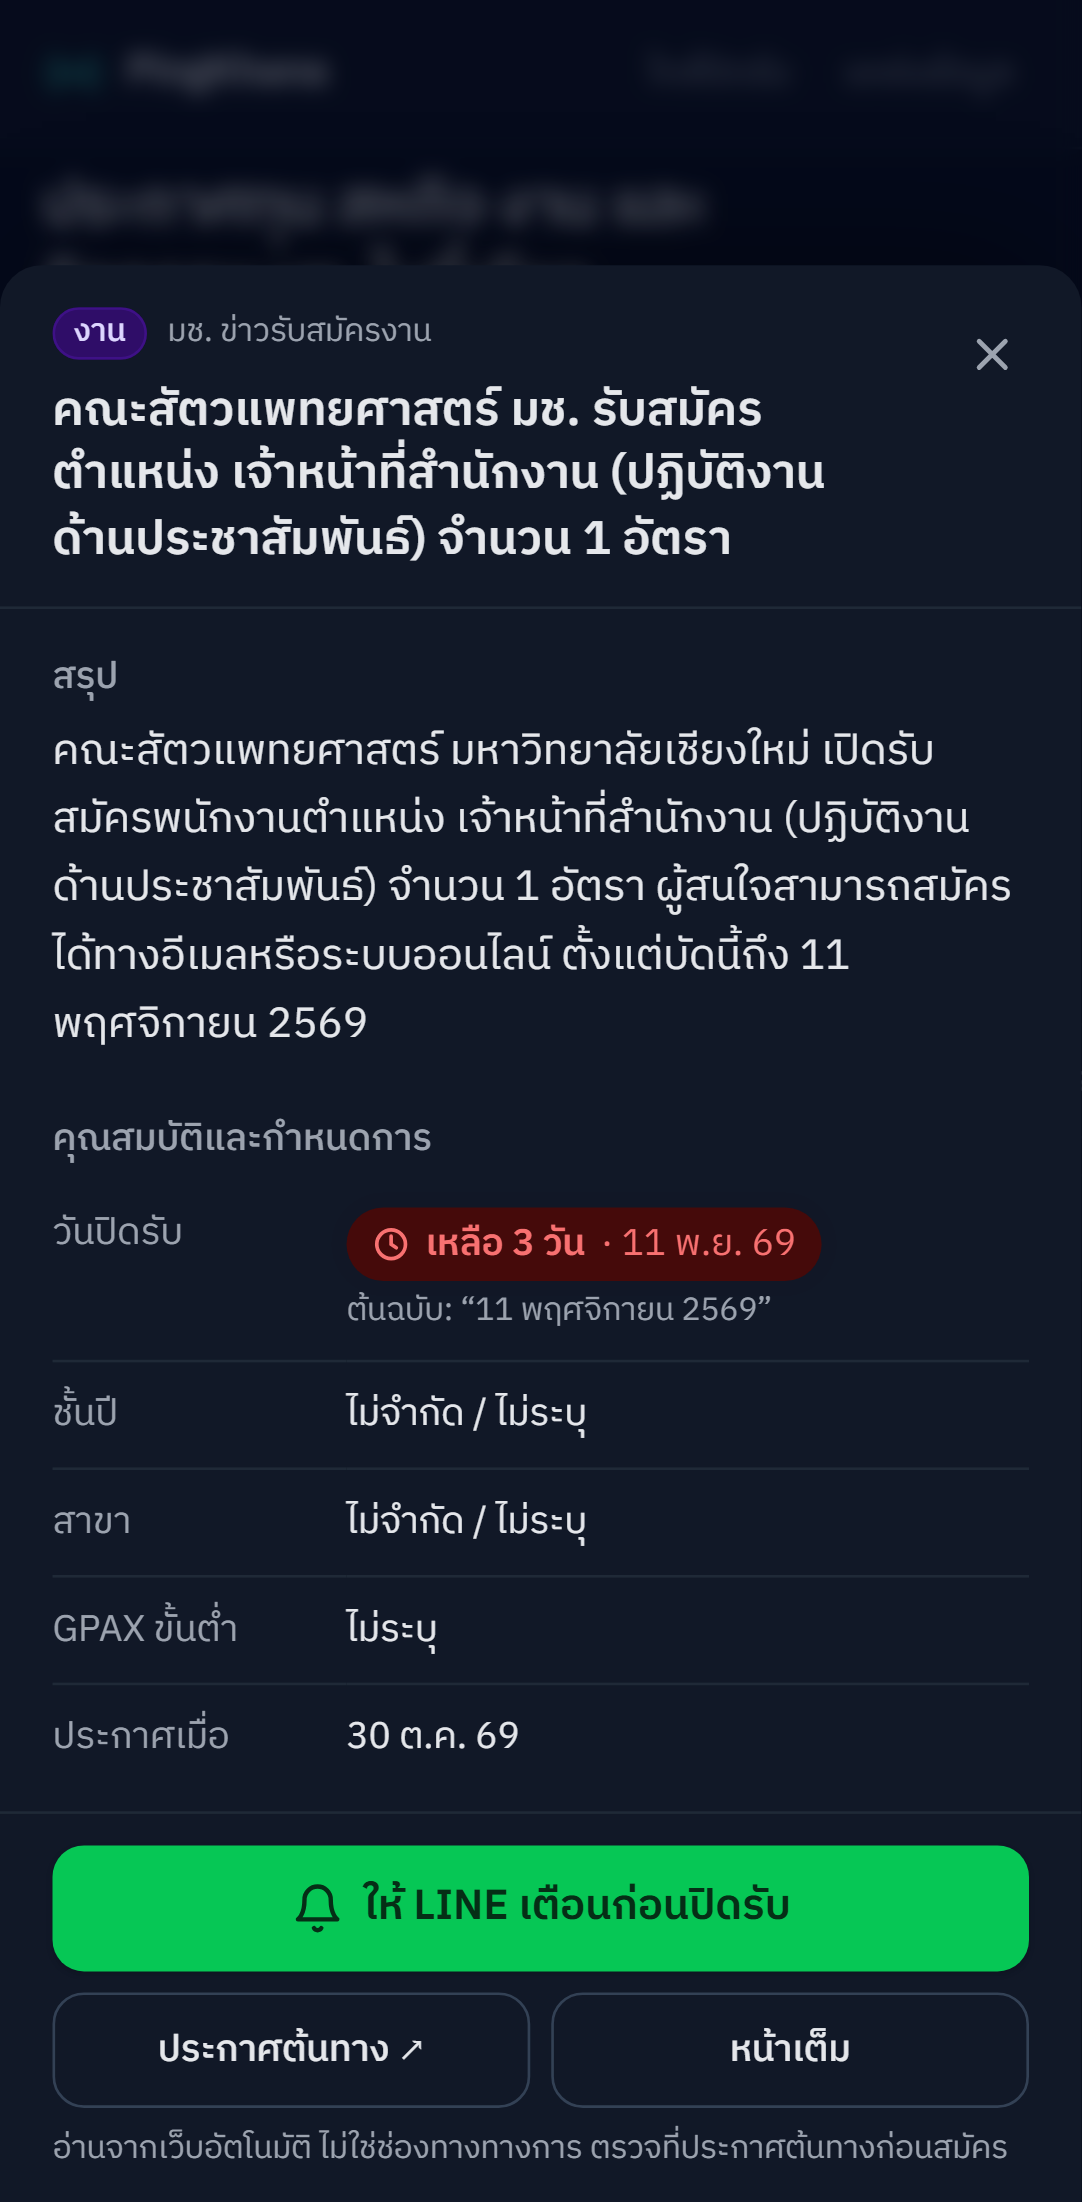 งาน มช. ข่าวรับสมัครงาน
คณะสัตวแพทยศาสตร์ มช. รับสมัคร
ตำแหน่ง เจ้าหน้าที่สำนักงาน (ปฏิบัติงาน
ด้านประชาสัมพันธ์) จำนวน 1 อัตรา
สรุป
คณะสัตวแพทยศาสตร์ มหาวิทยาลัยเชียงใหม่ เปิดรับ
สมัครพนักงานตำแหน่ง เจ้าหน้าที่สำนักงาน (ปฏิบัติงาน
ด้านประชาสัมพันธ์) จำนวน 1 อัตรา ผู้สนใจสามารถสมัคร
ได้ทางอีเมลหรือระบบออนไลน์ ตั้งแต่บัดนี้ถึง 11
พฤศจิกายน 2569
คุณสมบัติและกำหนดการ
วันปิดรับ เหลือ 3 วัน · 11 พ.ย. 69
ต้นฉบับ: “11 พฤศจิกายน 2569”
ชั้นปี ไม่จำกัด / ไม่ระบุ
สาขา ไม่จำกัด / ไม่ระบุ
GPAX ขั้นต่ำ ไม่ระบุ
ประกาศเมื่อ 30 ต.ค. 69
ให้ LINE เตือนก่อนปิดรับ
ประกาศต้นทาง ↗ หน้าเต็ม
อ่านจากเว็บอัตโนมัติ ไม่ใช่ช่องทางทางการ ตรวจที่ประกาศต้นทางก่อนสมัคร